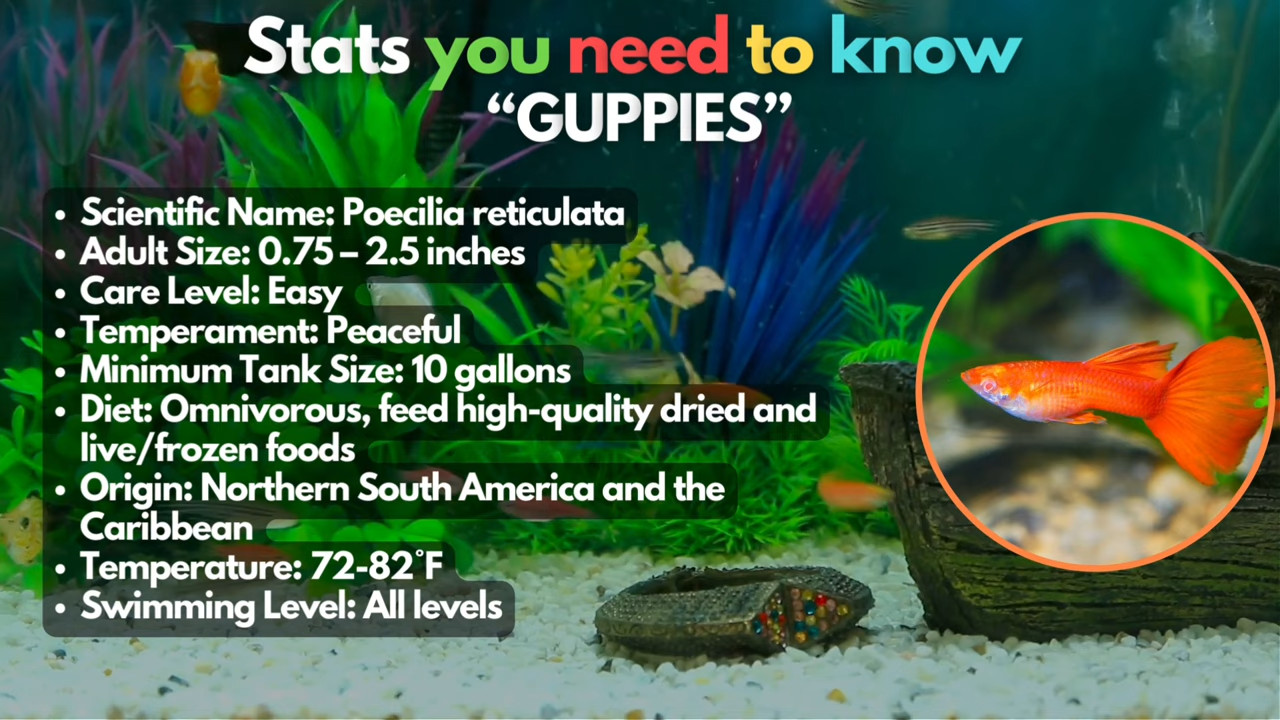 Stats you need to know
“GUPPIES”
• Scientific Name: Poecilia reticulata
• Adult Size: 0.75 – 2.5 inches
• Care Level: Easy
• Temperament: Peaceful
• Minimum Tank Size: 10 gallons
• Diet: Omnivorous, feed high-quality dried and
live/frozen foods
• Origin: Northern South America and the
Caribbean
• Temperature: 72-82°F
• Swimming Level: All levels